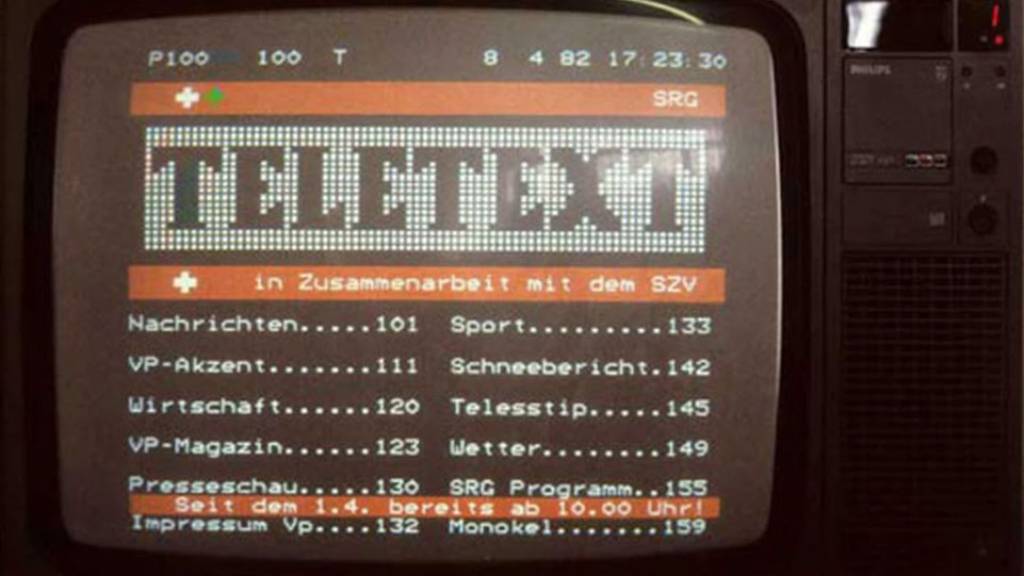 P100 100 T 8 4 82 17:23:30
SRG
TELETEXT
in Zusammenarbeit mit dem SZV
Nachrichten.....101 Sport.........133
VP-Akzent.......111 Schneebericht.142
Wirtschaft......120 Telesstip.....145
VP-Magazin......123 Wetter........149
Presseschau.....130 SRG Programm..155
Seit dem 1.4. bereits ab 10.00 Uhr!
Impressum Vp....132 Monokel.......159
PHILIPS